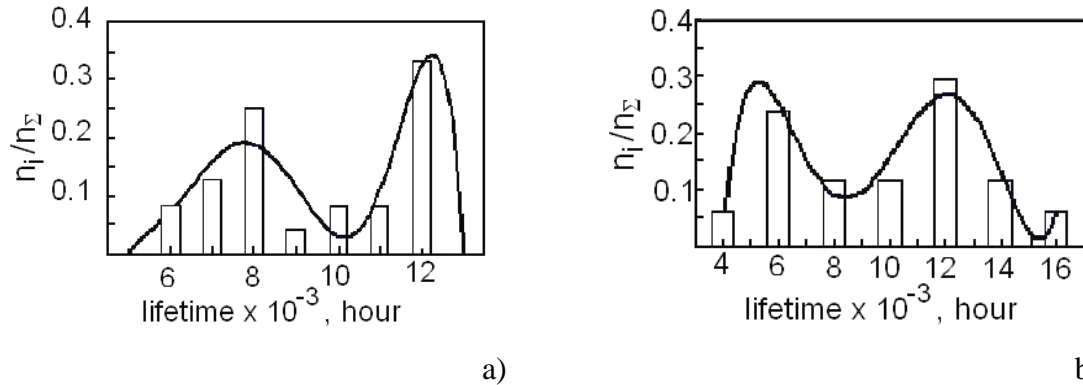 0.4
0.3
0.2
0.1
n_i/n_Σ
6 8 10 12
lifetime x 10^-3, hour
a)
0.4
0.3
0.2
0.1
n_i/n_Σ
4 6 8 10 12 14 16
lifetime x 10^-3, hour
b